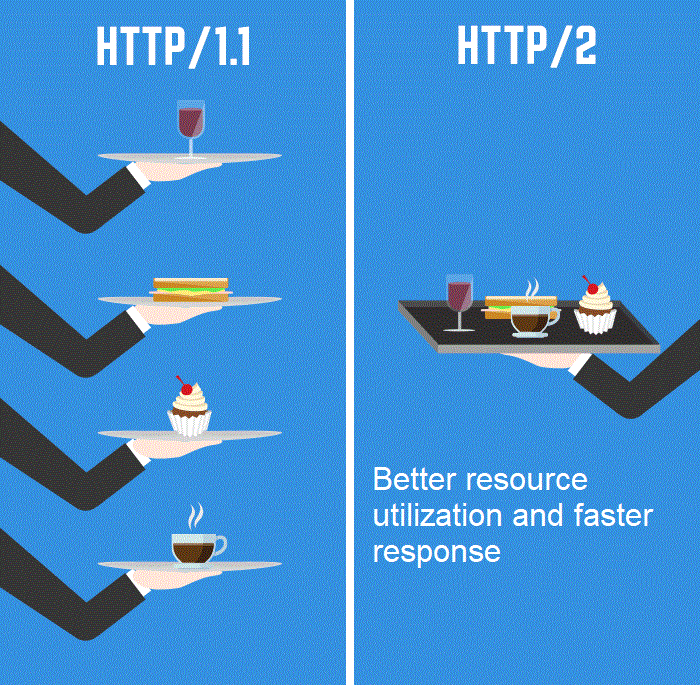 HTTP/1.1
HTTP/2
Better resource
utilization and faster
response